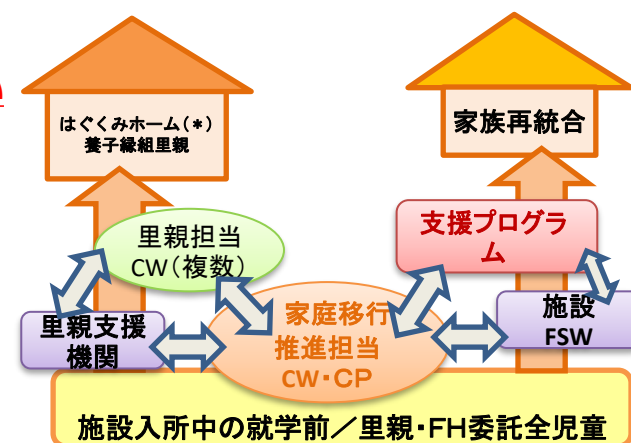 はぐくみホーム(*)
養子縁組里親
家族再統合
里親担当
CW(複数)
支援プログラ
ム
里親支援
機関
家庭移行
推進担当
CW・CP
施設
FSW
施設入所中の就学前／里親・FH委託全児童